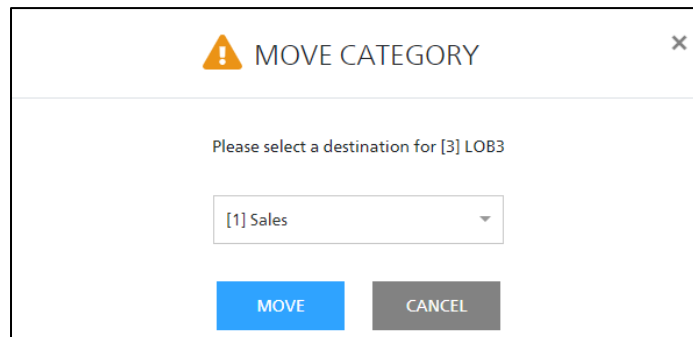 MOVE CATEGORY
Please select a destination for [3] LOB3
[1] Sales
MOVE
CANCEL